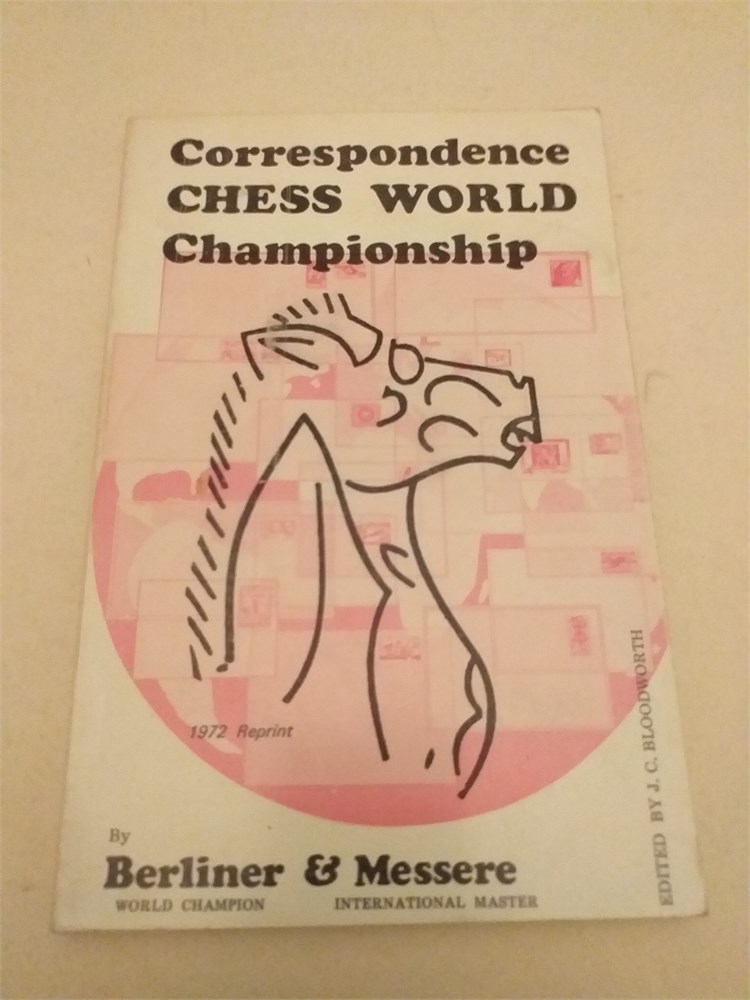 Correspondence
CHESS WORLD
Championship
1972 Reprint
EDITED BY J. C. BLOODWORTH
By
Berliner & Messere
WORLD CHAMPION INTERNATIONAL MASTER